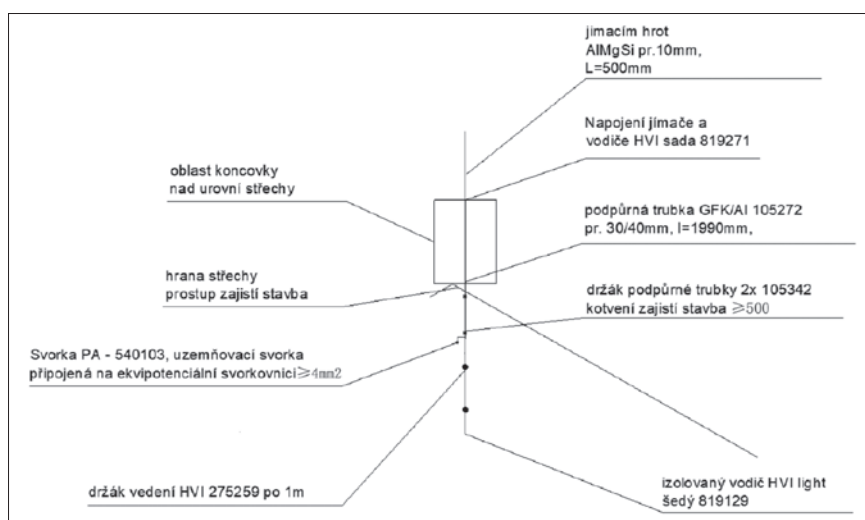 jímacím hrot
AlMgSi pr.10mm,
L=500mm
Napojení jímače a
vodiče HVI sada 819271
oblast koncovky
nad urovní střechy
podpůrná trubka GFK/Al 105272
pr. 30/40mm, l=1990mm,
hrana střechy
prostup zajistí stavba
držák podpůrné trubky 2x 105342
kotvení zajistí stavba ≥500
Svorka PA - 540103, uzemňovací svorka
připojená na ekvipotenciální svorkovnici≥4mm2
držák vedení HVI 275259 po 1m
izolovaný vodič HVI light
šedý 819129